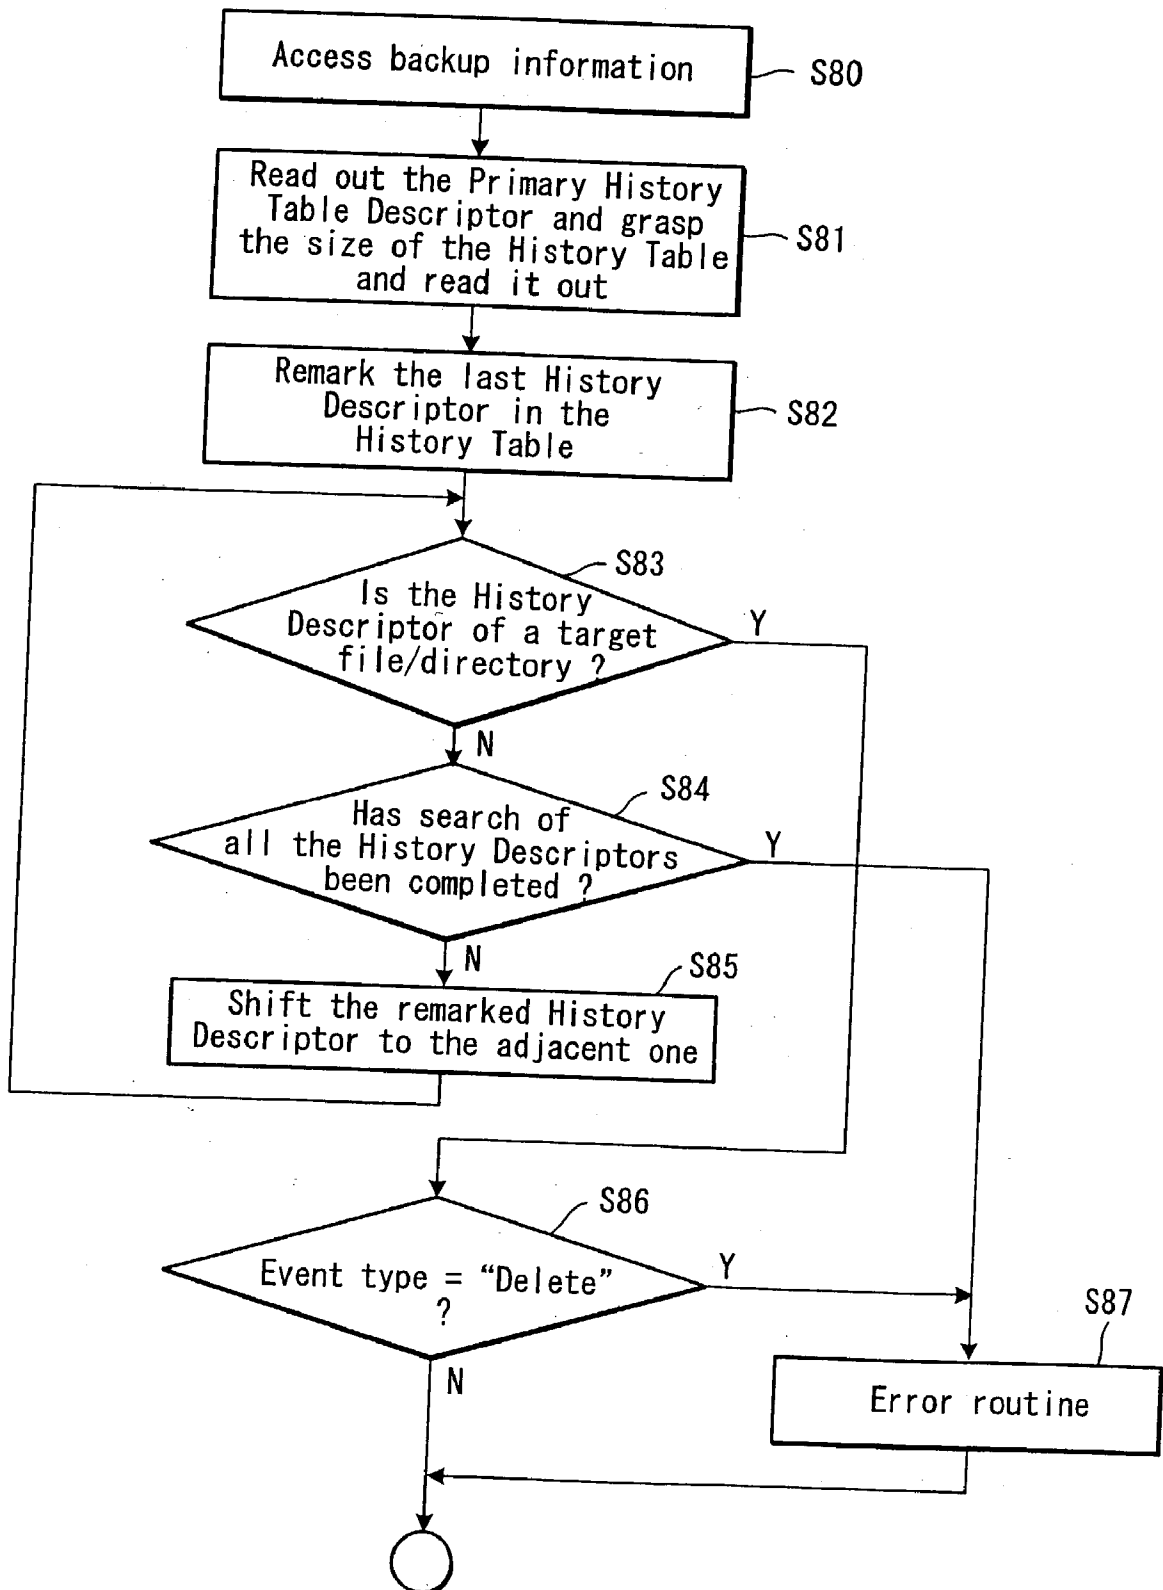 Access backup information
S80
Read out the Primary History
Table Descriptor and grasp
the size of the History Table
and read it out
S81
Remark the last History
Descriptor in the
History Table
S82
S83
Is the History
Descriptor of a target
file/directory ?
Y
N
S84
Has search of
all the History Descriptors
been completed ?
Y
N
S85
Shift the remarked History
Descriptor to the adjacent one
S86
Event type = “Delete”
?
Y
N
S87
Error routine